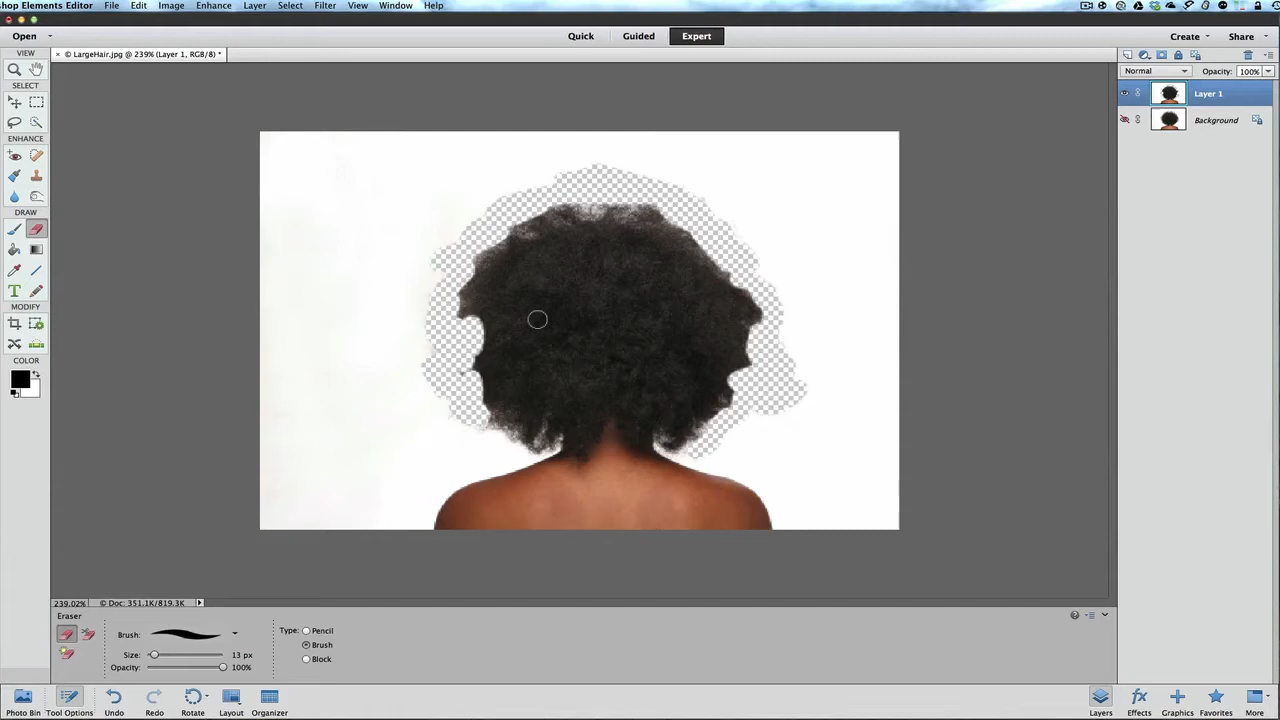 shop Elements Editor File Edit Image Enhance Layer Select Filter View Window Help
Open Quick Guided Expert Create Share
VIEW × © LargeHair.jpg @ 239% (Layer 1, RGB/8) *
Normal Opacity: 100%
SELECT
Layer 1
Background
ENHANCE
DRAW
MODIFY
COLOR
239.02% © Doc: 351.1K/819.3K
Eraser
Brush: Type: Pencil
Brush
Size: 13 px
Block
Opacity: 100%
Photo Bin Tool Options Undo Redo Rotate Layout Organizer Layers Effects Graphics Favorites More